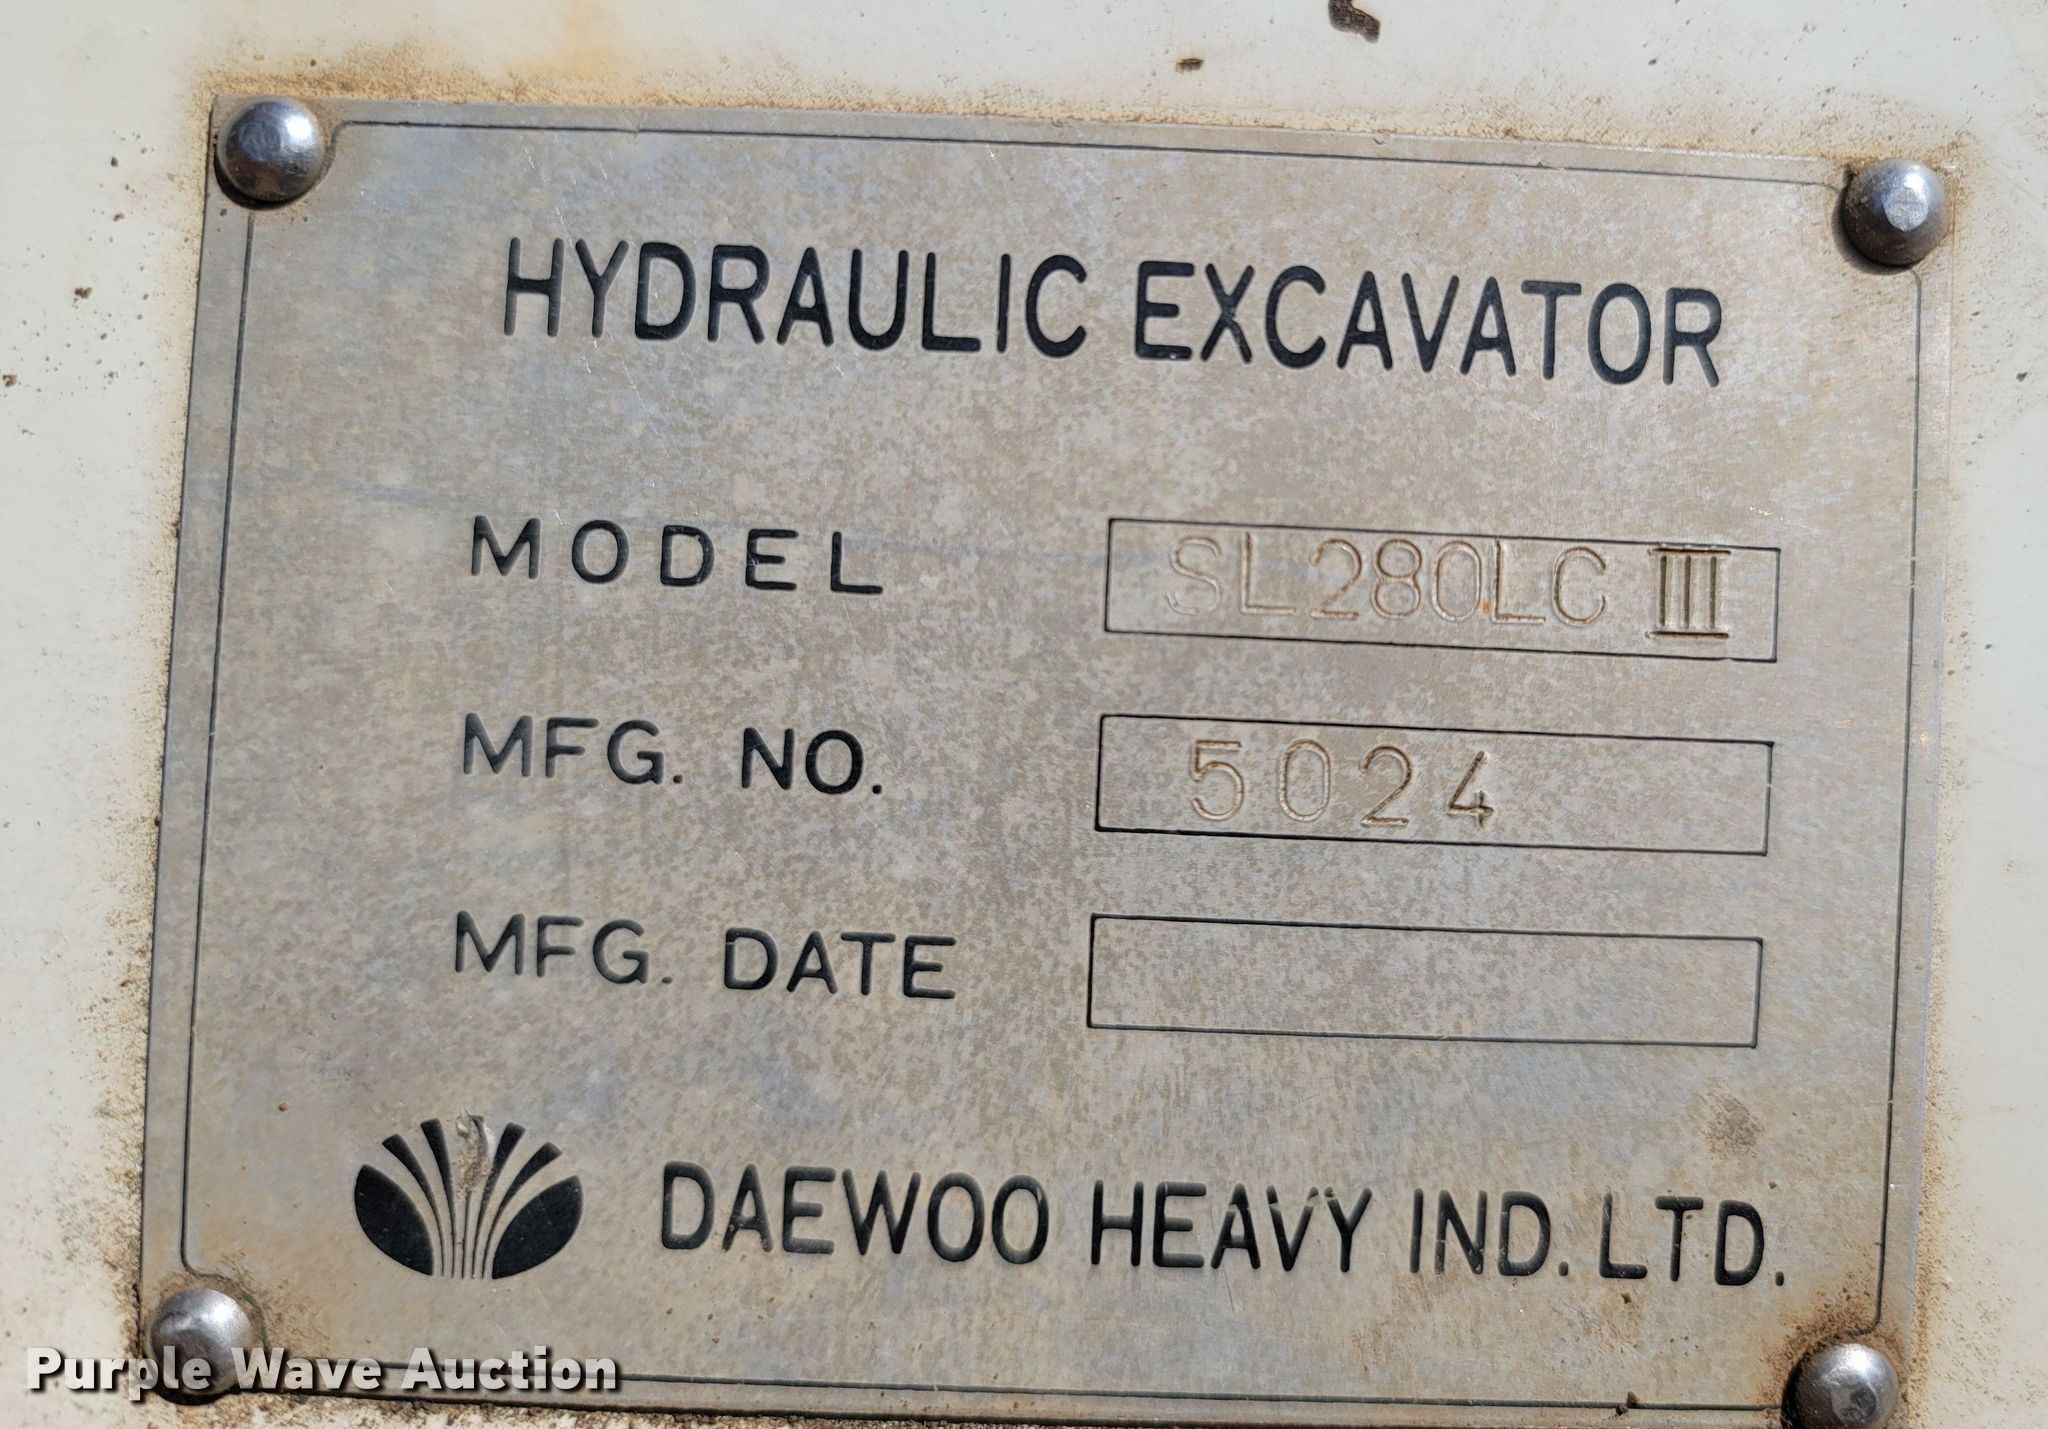 HYDRAULIC EXCAVATOR
MODEL SL280LC III
MFG. NO. 5024
MFG. DATE
DAEWOO HEAVY IND. LTD.
Purple Wave Auction